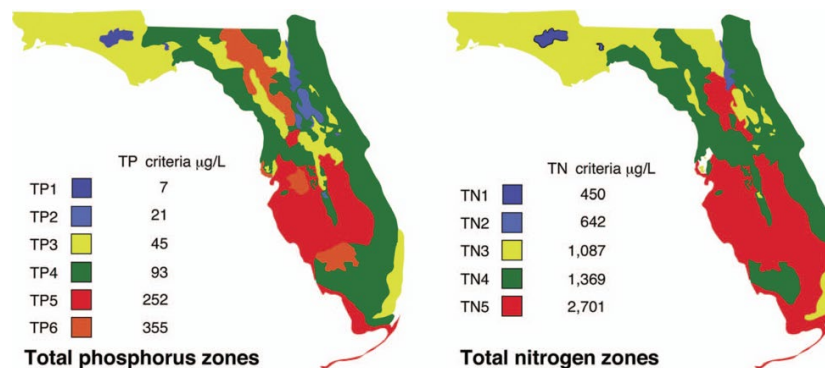 TP criteria µg/L
TP1 7
TP2 21
TP3 45
TP4 93
TP5 252
TP6 355
Total phosphorus zones
TN criteria µg/L
TN1 450
TN2 642
TN3 1,087
TN4 1,369
TN5 2,701
Total nitrogen zones